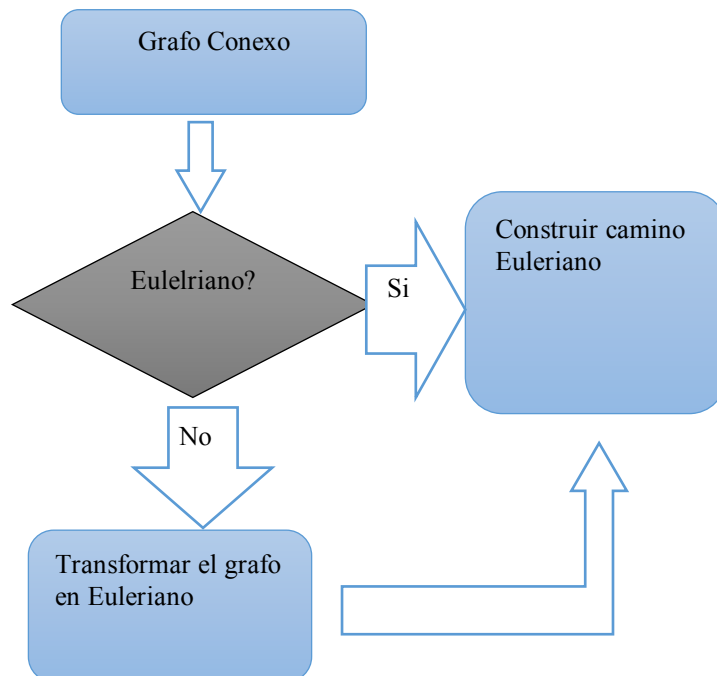 Grafo Conexo
Eulelriano?
Si
Construir camino
Euleriano
No
Transformar el grafo
en Euleriano